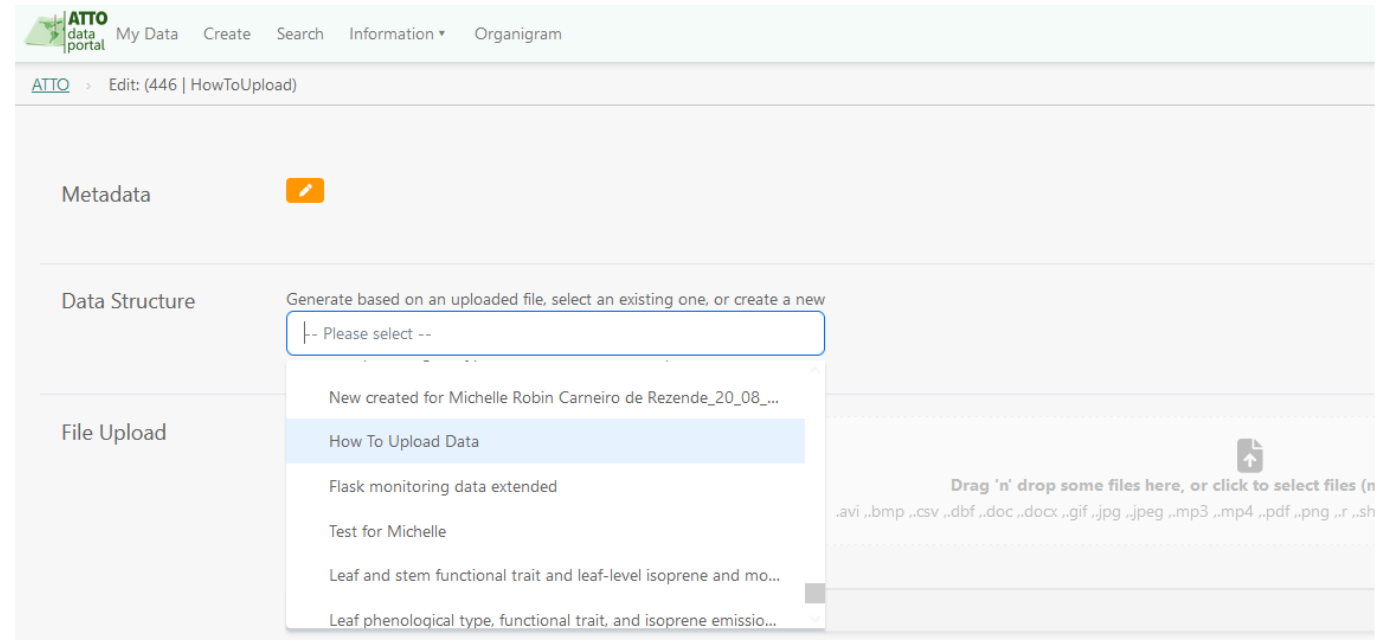 ATTO
data
portal
My Data Create Search Information ▾ Organigram
ATTO › Edit: (446 | HowToUpload)
Metadata
Data Structure
Generate based on an uploaded file, select an existing one, or create a new
-- Please select --
New created for Michelle Robin Carneiro de Rezende_20_08_...
How To Upload Data
Flask monitoring data extended
Test for Michelle
Leaf and stem functional trait and leaf-level isoprene and mo...
Leaf phenological type, functional trait, and isoprene emissio...
File Upload
Drag 'n' drop some files here, or click to select files (m
.avi ,.bmp ,.csv ,.dbf ,.doc ,.docx ,.gif ,.jpg ,.jpeg ,.mp3 ,.mp4 ,.pdf ,.png ,.r ,.sh